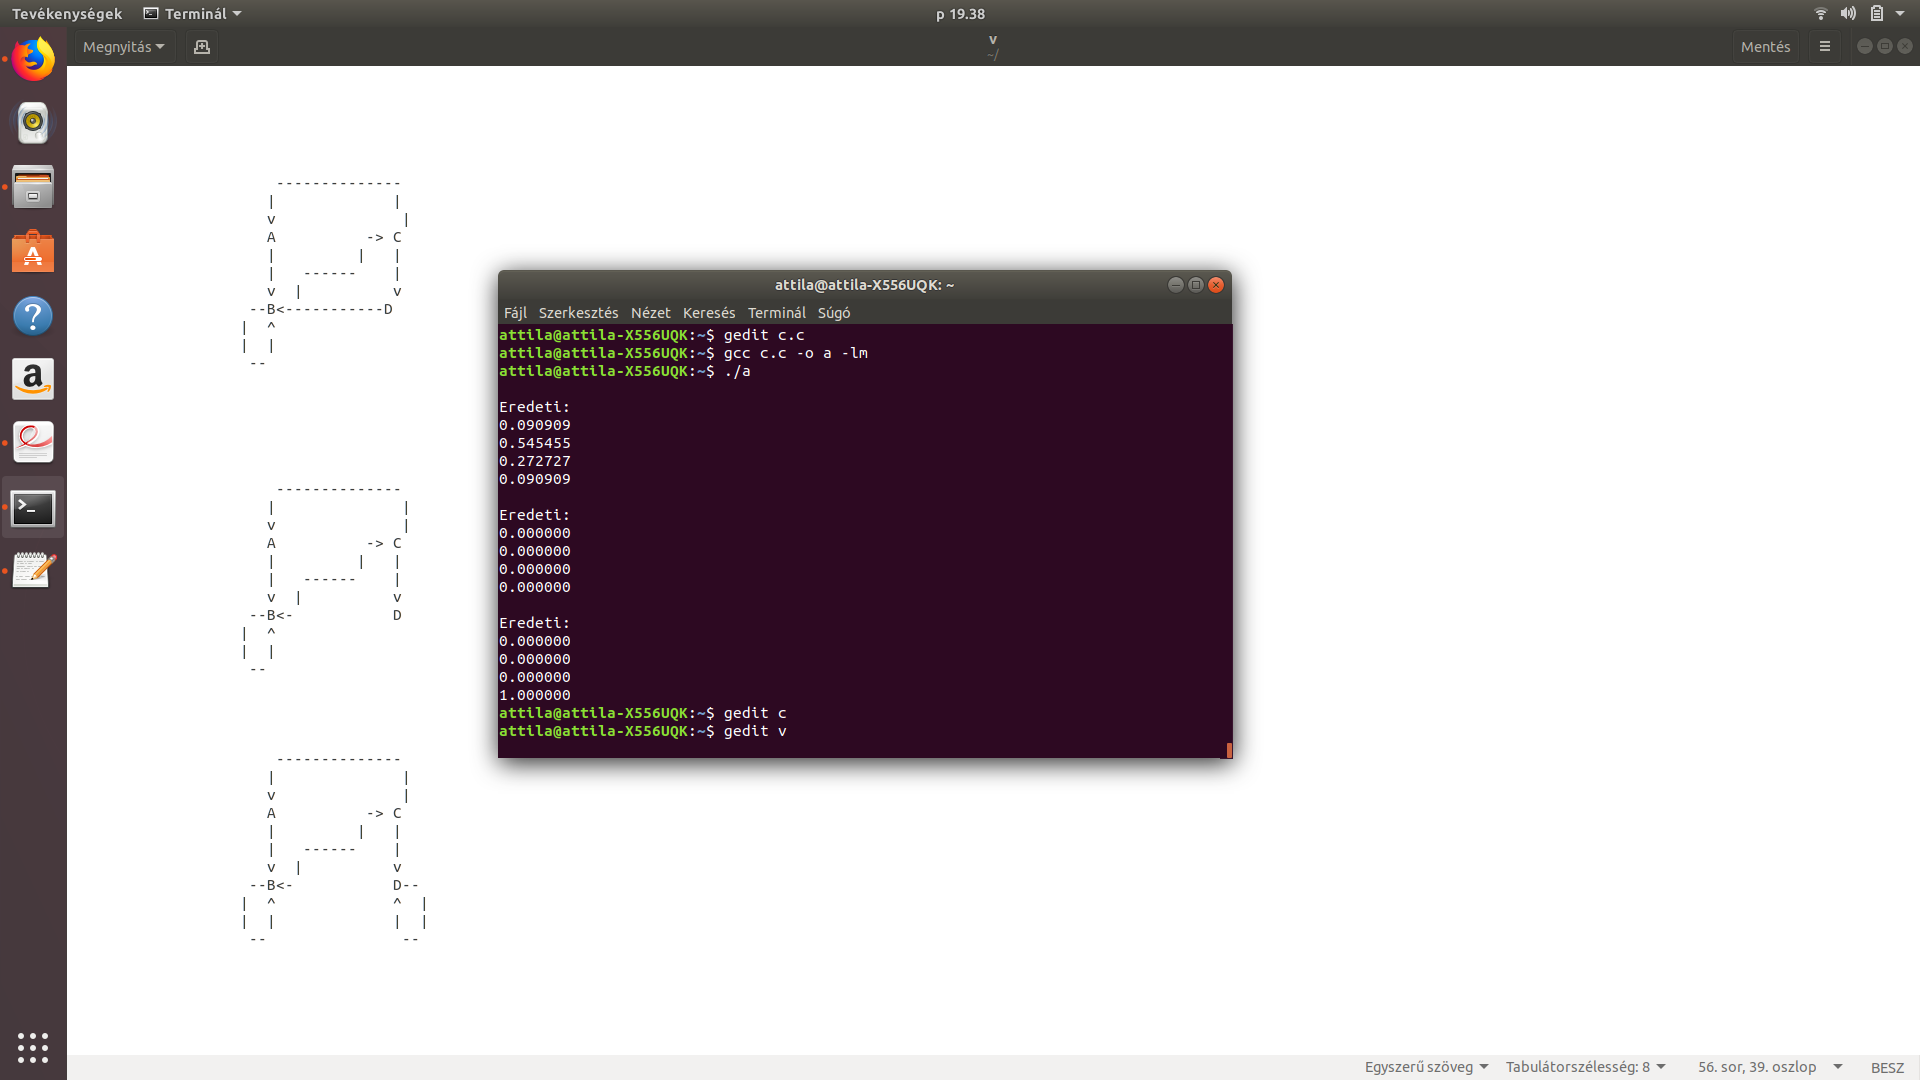 Tevékenységek Terminál p 19.38
Megnyitás v Mentés
~/
 --------------
|             |
v              |
A          -> C
|         |   |
|   ------    |
v  |          v
--B<-----------D
|  ^
|  |
 --
 --------------
|              |
v              |
A          -> C
|         |   |
|   ------    |
v  |          v
--B<-           D
|  ^
|  |
 --
 --------------
|              |
v              |
A          -> C
|         |   |
|   ------    |
v  |          v
--B<-           D--
|  ^             ^  |
|  |             |  |
 --               --
attila@attila-X556UQK: ~
Fájl Szerkesztés Nézet Keresés Terminál Súgó
attila@attila-X556UQK:~$ gedit c.c
attila@attila-X556UQK:~$ gcc c.c -o a -lm
attila@attila-X556UQK:~$ ./a
Eredeti:
0.090909
0.545455
0.272727
0.090909
Eredeti:
0.000000
0.000000
0.000000
0.000000
Eredeti:
0.000000
0.000000
0.000000
1.000000
attila@attila-X556UQK:~$ gedit c
attila@attila-X556UQK:~$ gedit v
Egyszerű szöveg Tabulátorszélesség: 8 56. sor, 39. oszlop BESZ